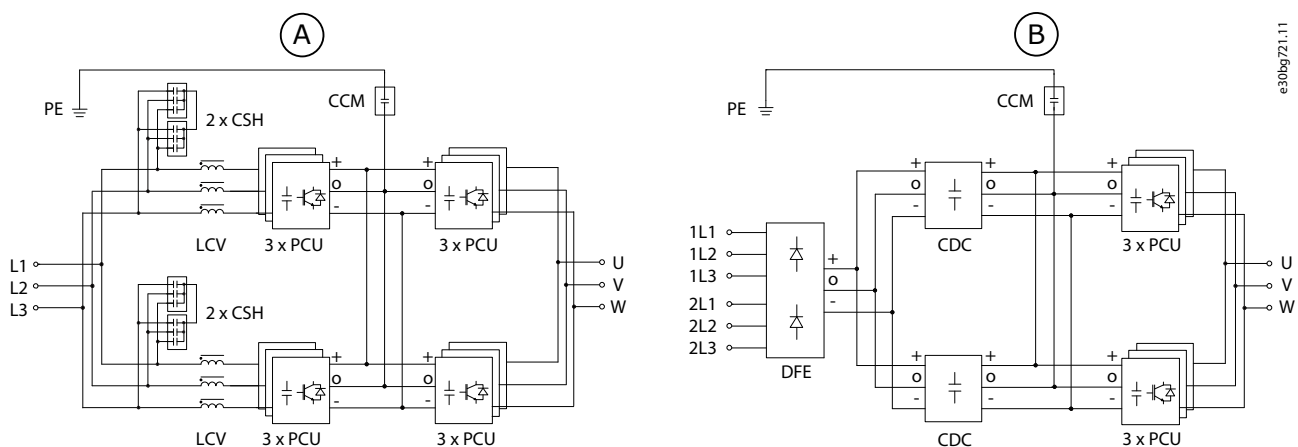 A
PE
CCM
2 x CSH
+
o
-
+
o
-
LCV
3 x PCU
3 x PCU
L1
L2
L3
U
V
W
2 x CSH
+
o
-
+
o
-
LCV
3 x PCU
3 x PCU
B
e30bg721.11
PE
CCM
+
o
-
+
o
-
+
o
-
CDC
3 x PCU
1L1
1L2
1L3
2L1
2L2
2L3
+
o
-
DFE
U
V
W
+
o
-
+
o
-
+
o
-
CDC
3 x PCU